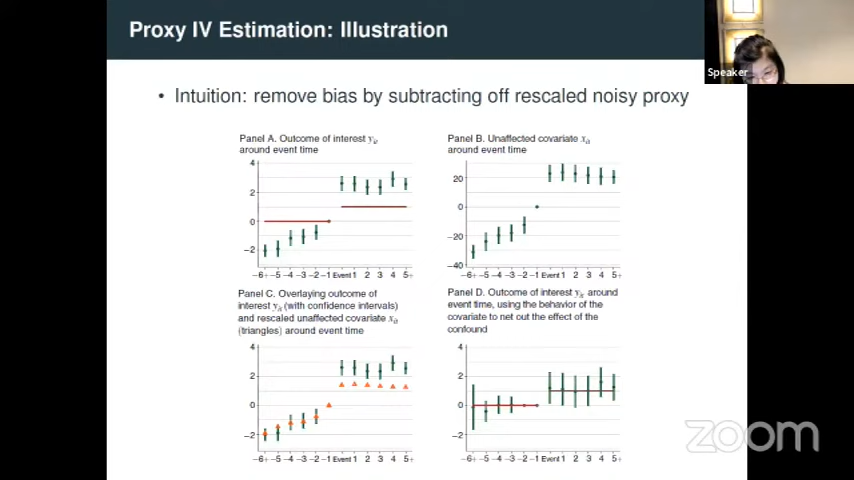 Proxy IV Estimation: Illustration
Speaker
• Intuition: remove bias by subtracting off rescaled noisy proxy
Panel A. Outcome of interest yit
around event time
4
2
0
−2
−6+ −5 −4 −3 −2 −1 Event 1 2 3 4 5+
Panel B. Unaffected covariate xit
around event time
20
0
−20
−40
−6+ −5 −4 −3 −2 −1 Event 1 2 3 4 5+
Panel C. Overlaying outcome of
interest yit (with confidence intervals)
and rescaled unaffected covariate xit
(triangles) around event time
4
2
0
−2
−6+ −5 −4 −3 −2 −1 Event 1 2 3 4 5+
Panel D. Outcome of interest yit around
event time, using the behavior of the
covariate to net out the effect of the
confound
4
2
0
−2
−6+ −5 −4 −3 −2 −1 Event 1 2 3 4 5+
zoom